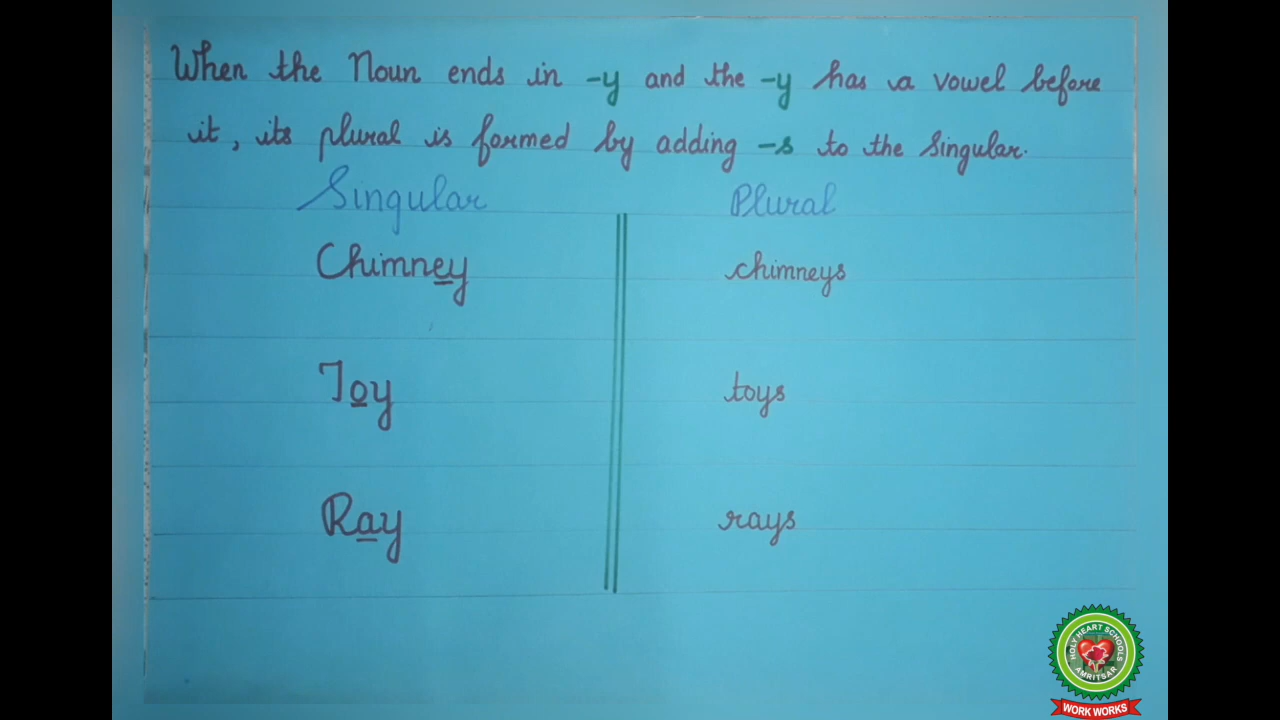 When the Noun ends in -y and the -y has a vowel before
it, its plural is formed by adding -s to the singular.
Singular Plural
Chimney chimneys
Toy toys
Ray rays
HOLY HEART SCHOOLS
AMRITSAR
WORK WORKS